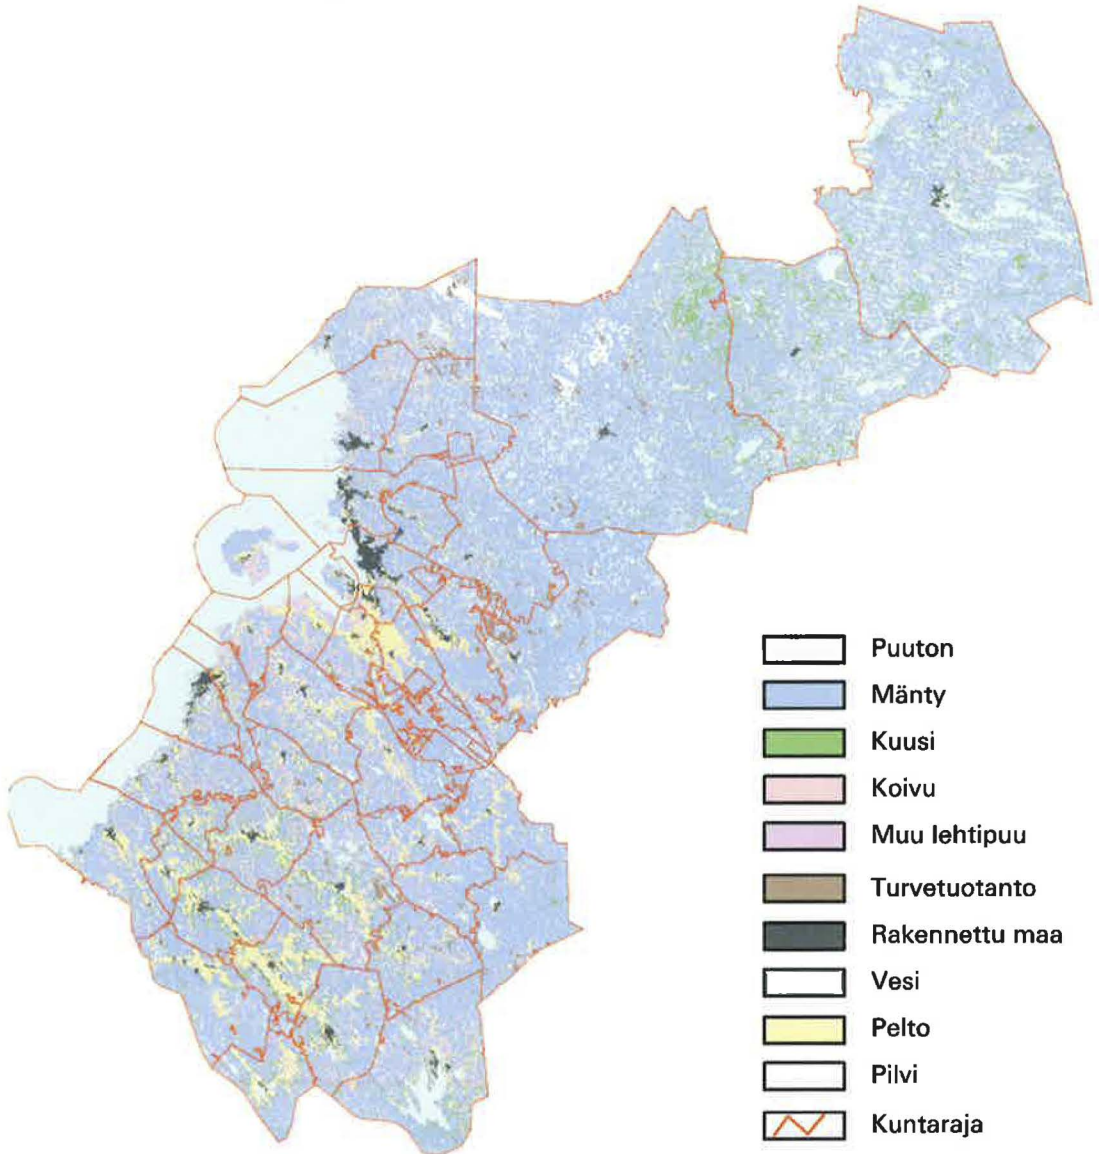 Puuton
Mänty
Kuusi
Koivu
Muu lehtipuu
Turvetuotanto
Rakennettu maa
Vesi
Pelto
Pilvi
Kuntaraja